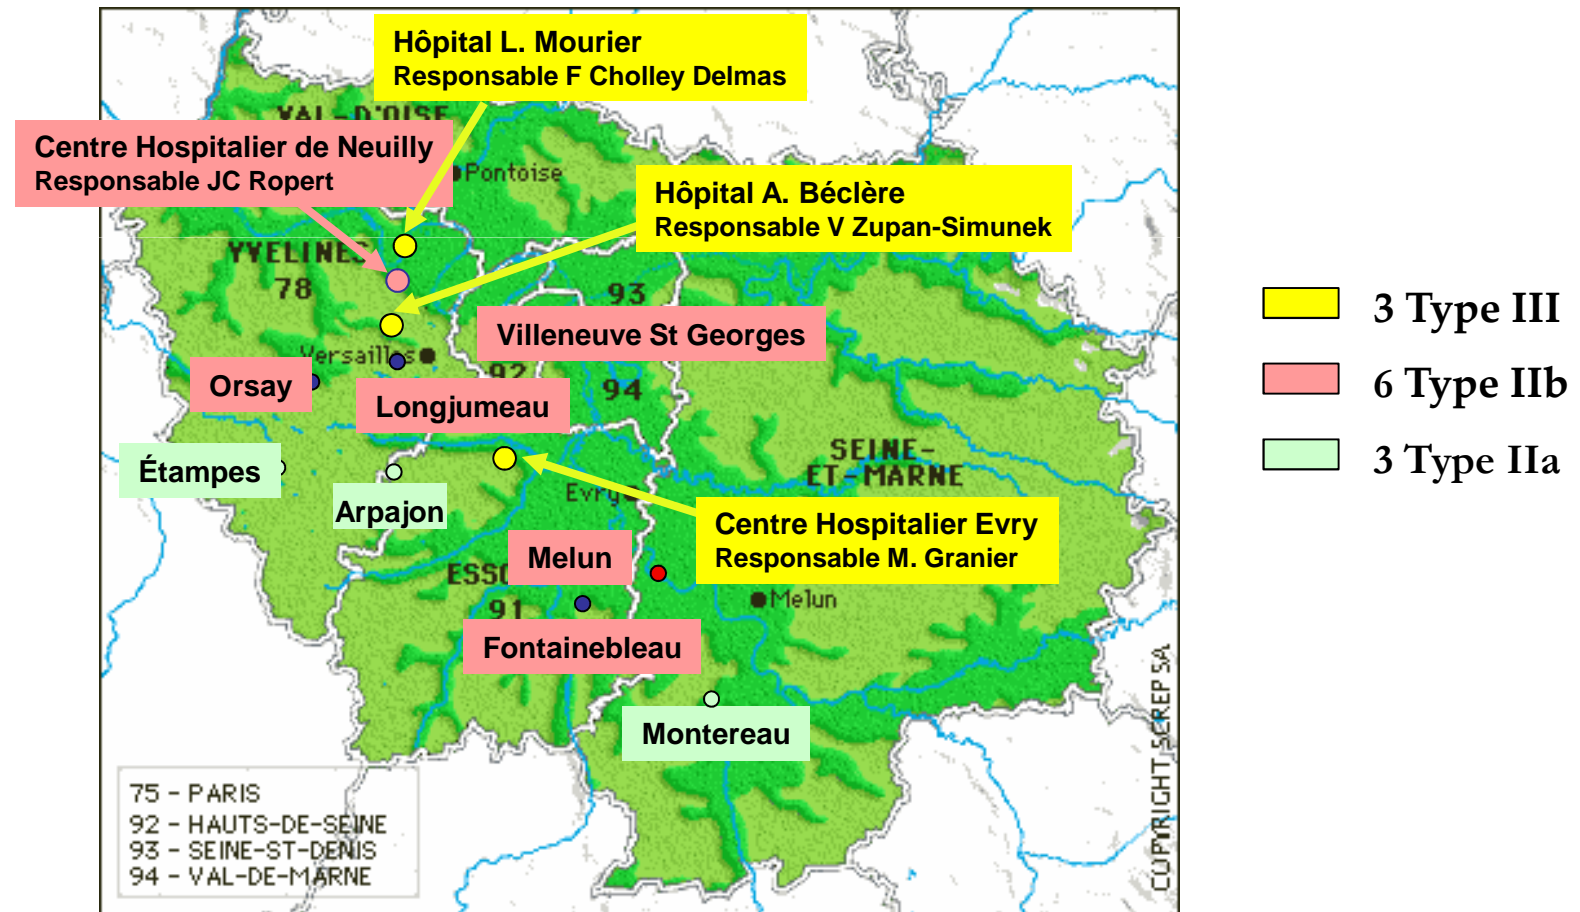 Hôpital L. Mourier
Responsable F Cholley Delmas
VAL-D'OISE
Centre Hospitalier de Neuilly
Responsable JC Ropert
Pontoise
Hôpital A. Béclère
Responsable V Zupan-Simunek
YVELINES
78
93
3 Type III
Villeneuve St Georges
Versailles
92
94
6 Type IIb
Orsay
Longjumeau
SEINE-
ET-MARNE
3 Type IIa
Étampes
Arpajon
Evry
Centre Hospitalier Evry
Responsable M. Granier
Melun
ESS
91
Melun
Fontainebleau
Montereau
75 - PARIS
92 - HAUTS-DE-SEINE
93 - SEINE-ST-DENIS
94 - VAL-DE-MARNE
COPYRIGHT SCREP SA